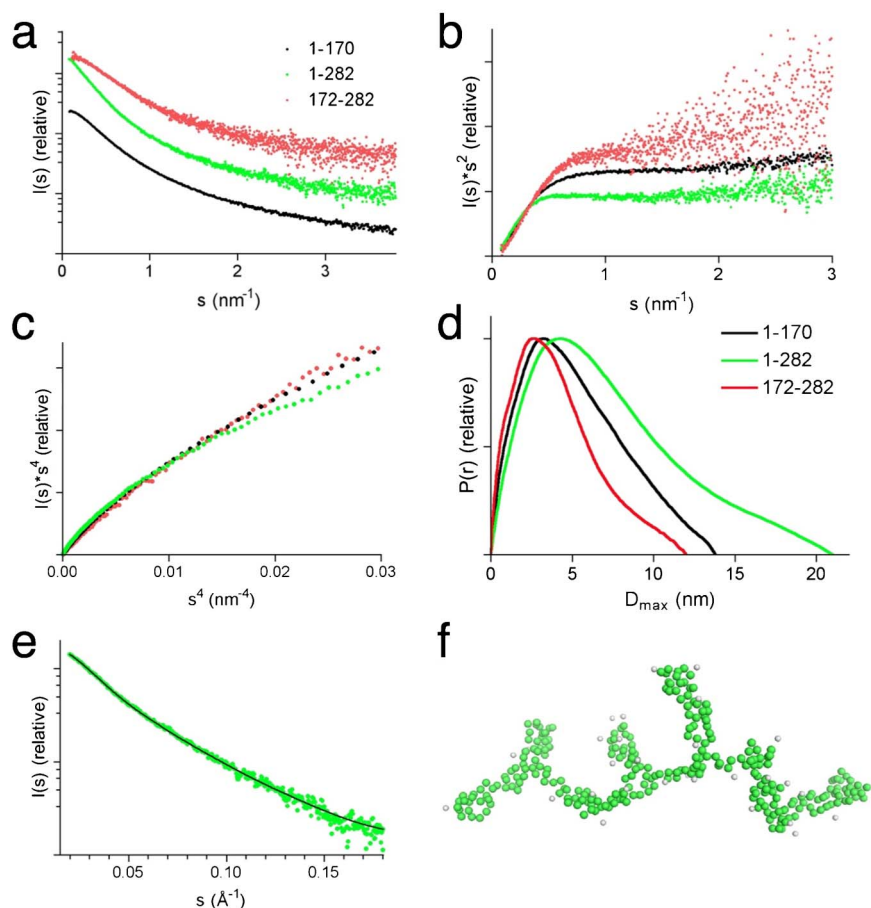 a
I(s) (relative)
1-170
1-282
172-282
0
1
2
3
s (nm⁻¹)
b
I(s)*s²
(relative)
0
1
2
3
s (nm⁻¹)
c
I(s)*s⁴ (relative)
0.00
0.01
0.02
0.03
s⁴ (nm⁻⁴)
d
P(r) (relative)
1-170
1-282
172-282
0
5
10
15
20
Dmax (nm)
e
I(s) (relative)
0.05
0.10
0.15
s (Å⁻¹)
f